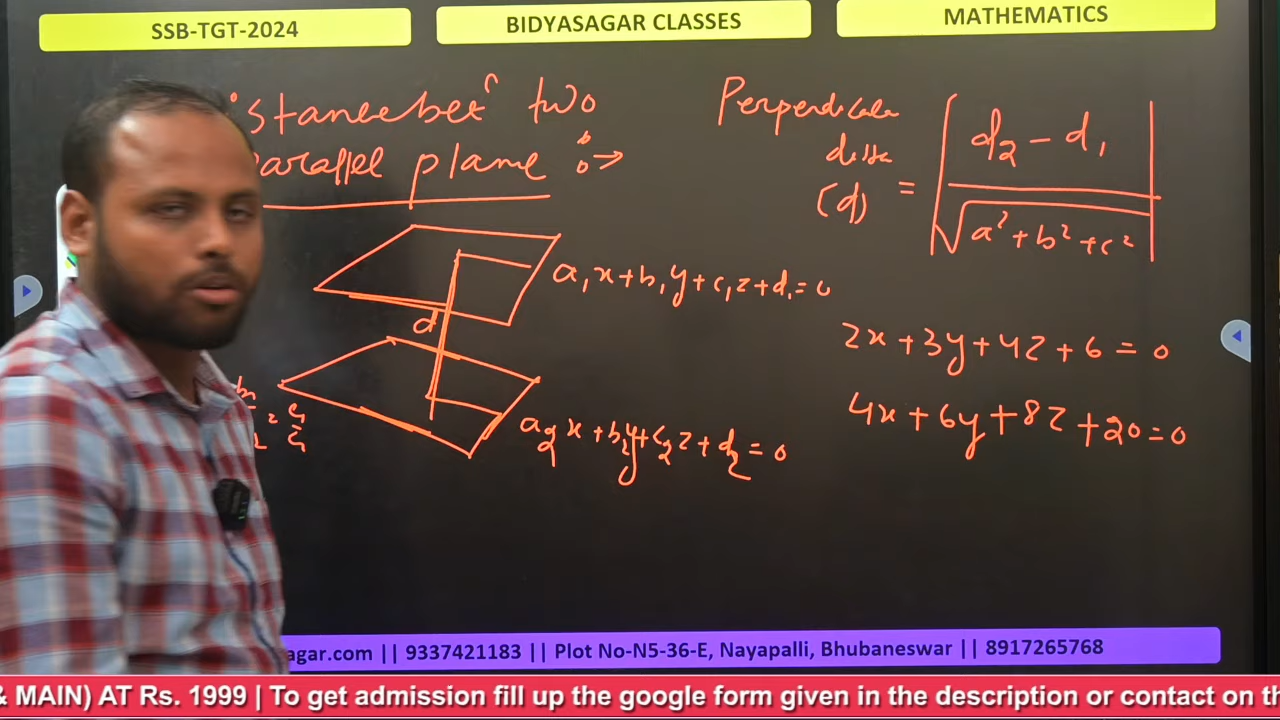 SSB-TGT-2024
BIDYASAGAR CLASSES
MATHEMATICS
two
parallel plane :→
Perpendicular
(d) = | d₂ - d₁ / √a² + b² + c² |
a₁x + b₁y + c₁z + d₁ = 0
d
2x + 3y + 4z + 6 = 0
4x + 6y + 8z + 20 = 0
a₂x + b₂y + c₂z + d₂ = 0
agar.com || 9337421183 || Plot No-N5-36-E, Nayapalli, Bhubaneswar || 8917265768
& MAIN) AT Rs. 1999 | To get admission fill up the google form given in the description or contact on th